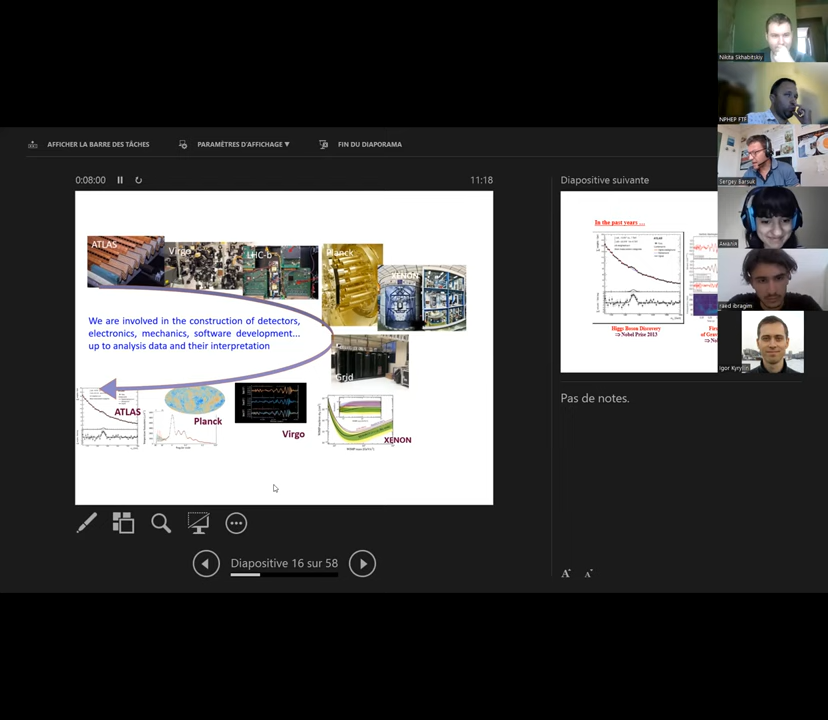 AFFICHER LA BARRE DES TÂCHES
PARAMÈTRES D'AFFICHAGE ▼
FIN DU DIAPORAMA
0:08:00
11:18
Diapositive suivante
ATLAS
Virgo
LHC-b
Planck
XENON
We are involved in the construction of detectors,
electronics, mechanics, software development...
up to analysis data and their interpretation
Grid
ATLAS
Planck
Virgo
XENON
In the past years ...
Higgs Boson Discovery
⇒ Nobel Prize 2013
Pas de notes.
Diapositive 16 sur 58
Nikita Skhabitskiy
NPHEP FTF
Sergey Barsuk
raed ibragim
Igor Kyryllin